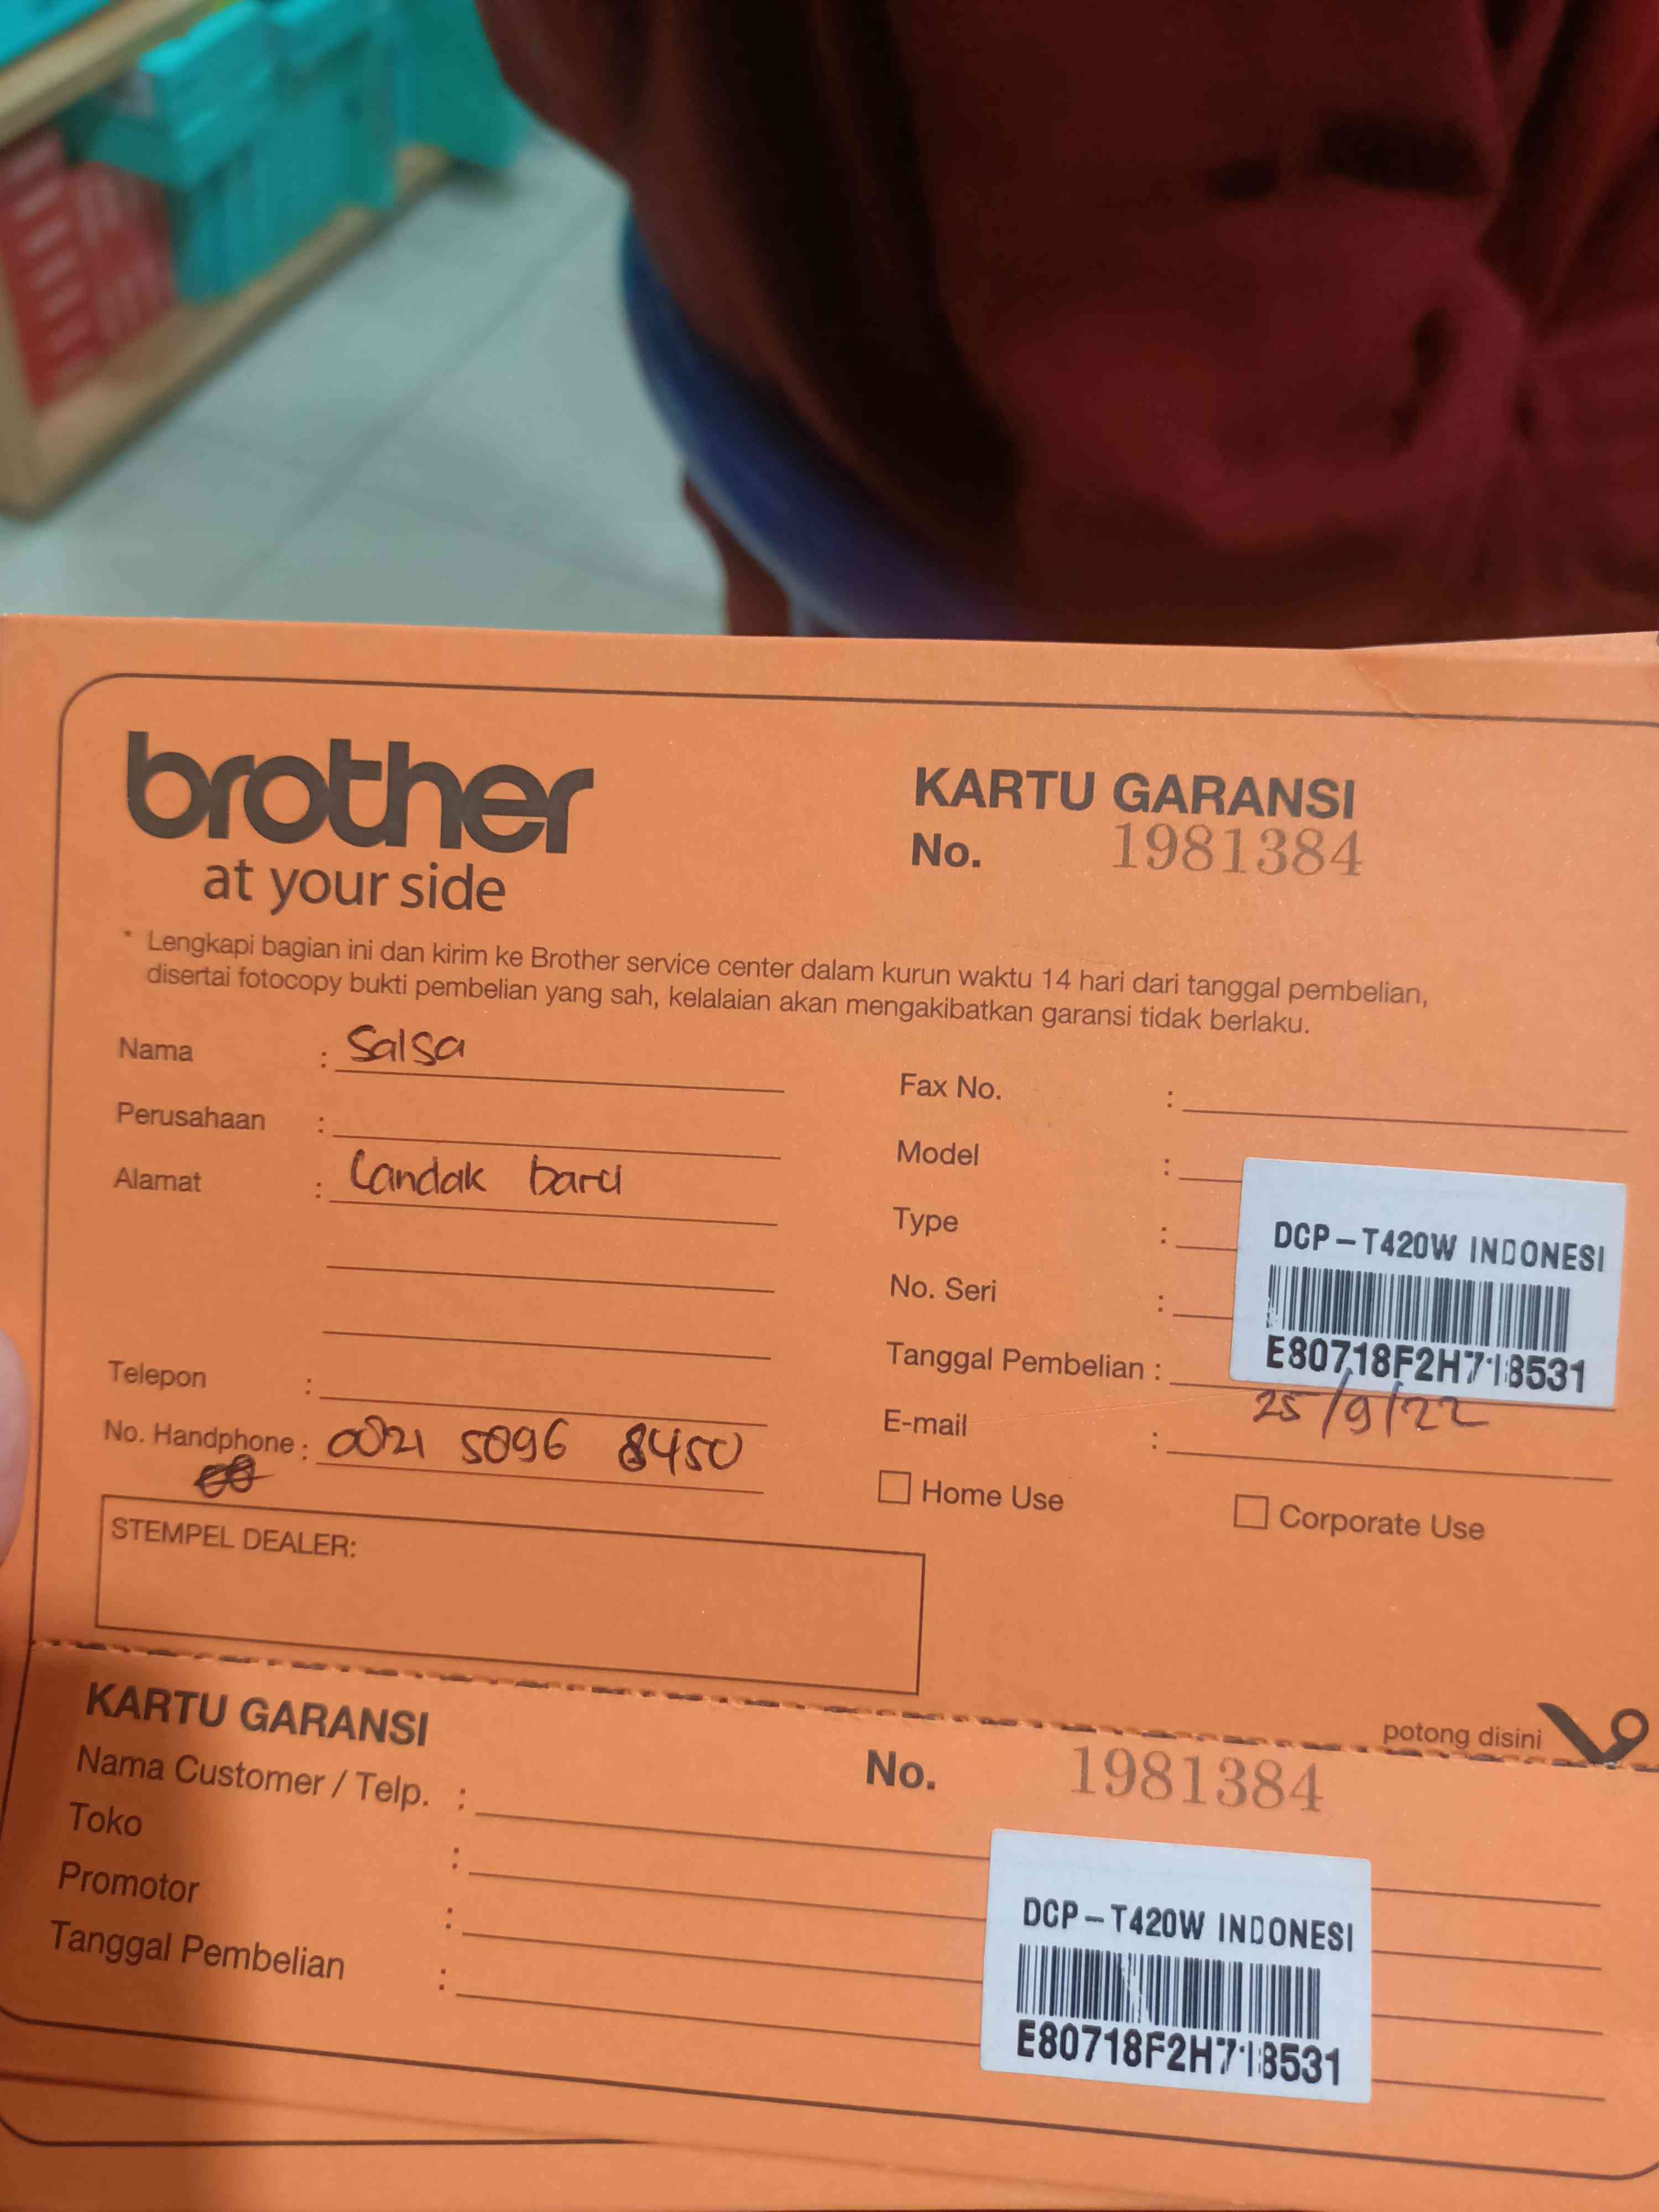 brother
at your side
KARTU GARANSI
No. 1981384
* Lengkapi bagian ini dan kirim ke Brother service center dalam kurun waktu 14 hari dari tanggal pembelian,
disertai fotocopy bukti pembelian yang sah, kelalaian akan mengakibatkan garansi tidak berlaku.
Nama : Salsa
Perusahaan :
Alamat : Landak baru
Telepon :
No. Handphone : 0821 5096 8450
Fax No. :
Model :
Type :
No. Seri :
DCP-T420W INDONESI
E80718F2H718531
Tanggal Pembelian : 25/9/22
E-mail :
Home Use
Corporate Use
STEMPEL DEALER:
potong disini
KARTU GARANSI
No. 1981384
Nama Customer / Telp. :
Toko :
Promotor :
Tanggal Pembelian :
DCP-T420W INDONESI
E80718F2H718531